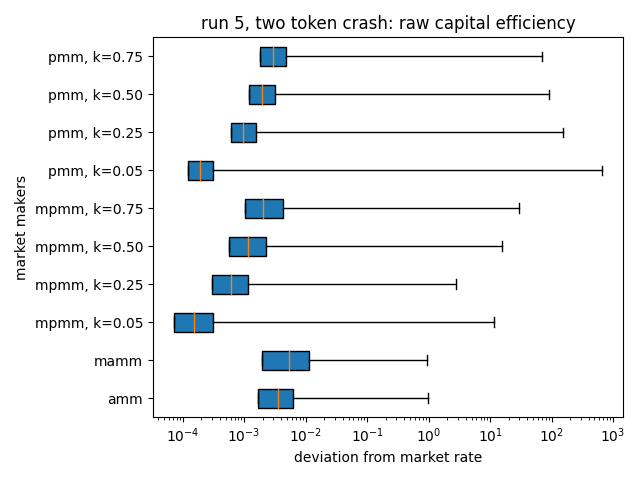 run 5, two token crash: raw capital efficiency
market makers
pmm, k=0.75
pmm, k=0.50
pmm, k=0.25
pmm, k=0.05
mpmm, k=0.75
mpmm, k=0.50
mpmm, k=0.25
mpmm, k=0.05
mamm
amm
10⁻⁴ 10⁻³ 10⁻² 10⁻¹ 10⁰ 10¹ 10² 10³
deviation from market rate